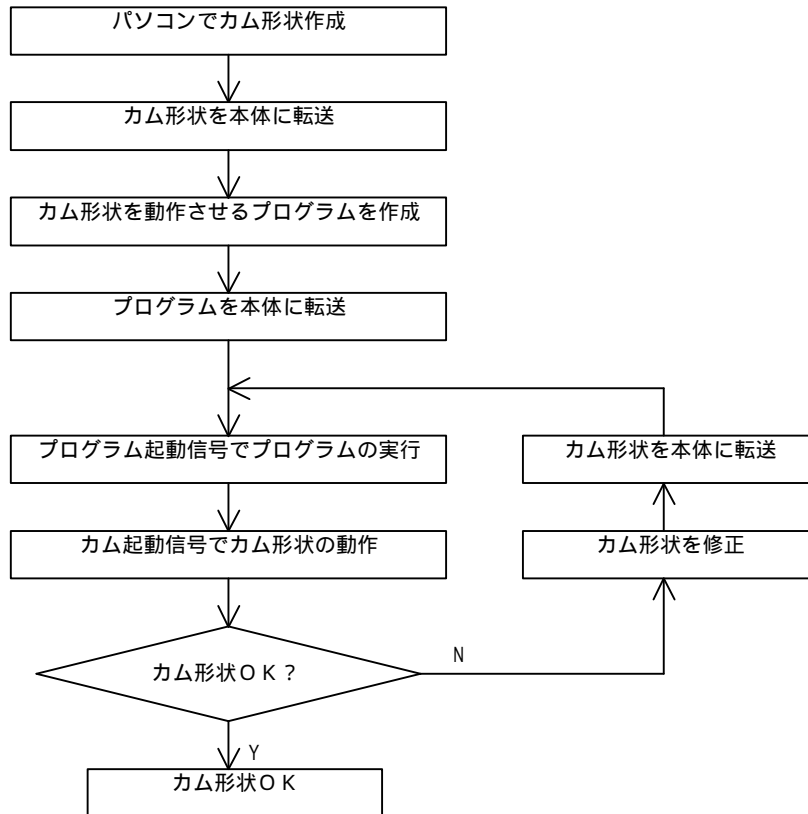 パソコンでカム形状作成
カム形状を本体に転送
カム形状を動作させるプログラムを作成
プログラムを本体に転送
プログラム起動信号でプログラムの実行
カム形状を本体に転送
カム起動信号でカム形状の動作
カム形状を修正
カム形状ＯＫ？
N
Y
カム形状ＯＫ